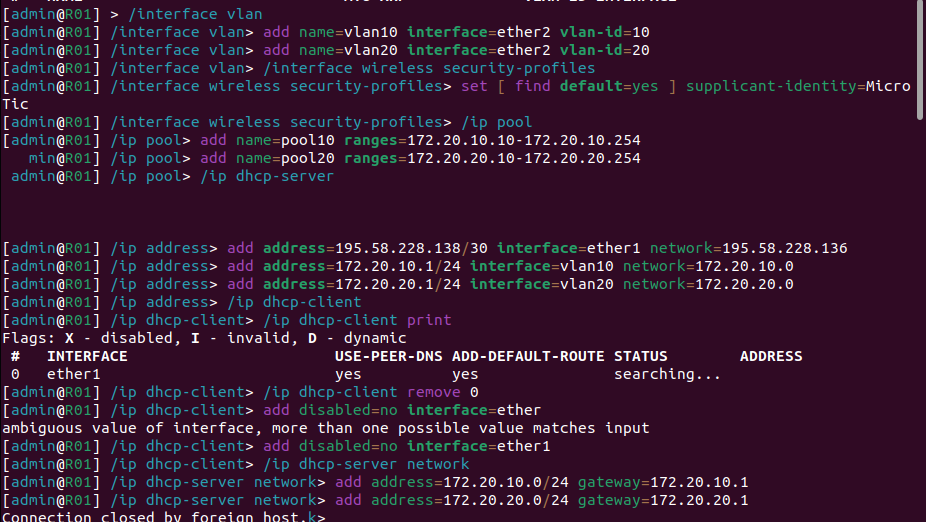 [admin@R01] > /interface vlan
[admin@R01] /interface vlan> add name=vlan10 interface=ether2 vlan-id=10
[admin@R01] /interface vlan> add name=vlan20 interface=ether2 vlan-id=20
[admin@R01] /interface vlan> /interface wireless security-profiles
[admin@R01] /interface wireless security-profiles> set [ find default=yes ] supplicant-identity=Micro
Tic
[admin@R01] /interface wireless security-profiles> /ip pool
[admin@R01] /ip pool> add name=pool10 ranges=172.20.10.10-172.20.10.254
min@R01] /ip pool> add name=pool20 ranges=172.20.20.10-172.20.20.254
admin@R01] /ip pool> /ip dhcp-server
[admin@R01] /ip address> add address=195.58.228.138/30 interface=ether1 network=195.58.228.136
[admin@R01] /ip address> add address=172.20.10.1/24 interface=vlan10 network=172.20.10.0
[admin@R01] /ip address> add address=172.20.20.1/24 interface=vlan20 network=172.20.20.0
[admin@R01] /ip address> /ip dhcp-client
[admin@R01] /ip dhcp-client> /ip dhcp-client print
Flags: X - disabled, I - invalid, D - dynamic
# INTERFACE USE-PEER-DNS ADD-DEFAULT-ROUTE STATUS ADDRESS
0 ether1 yes yes searching...
[admin@R01] /ip dhcp-client> /ip dhcp-client remove 0
[admin@R01] /ip dhcp-client> add disabled=no interface=ether
ambiguous value of interface, more than one possible value matches input
[admin@R01] /ip dhcp-client> add disabled=no interface=ether1
[admin@R01] /ip dhcp-client> /ip dhcp-server network
[admin@R01] /ip dhcp-server network> add address=172.20.10.0/24 gateway=172.20.10.1
[admin@R01] /ip dhcp-server network> add address=172.20.20.0/24 gateway=172.20.20.1
Connection closed by foreign host.k>